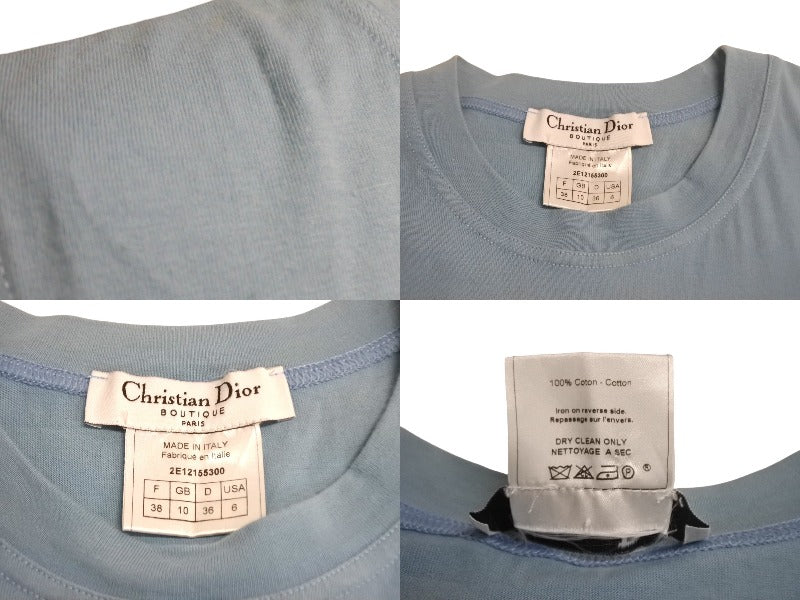 Christian Dior
BOUTIQUE
PARIS
MADE IN ITALY
Fabriqué en Italie
2E12155300
F GB D USA
38 10 36 6
Christian Dior
BOUTIQUE
PARIS
MADE IN ITALY
Fabriqué en Italie
2E12155300
F GB D USA
38 10 36 6
100% Coton - Cotton
Iron on reverse side.
Repassage sur l'envers.
DRY CLEAN ONLY
NETTOYAGE A SEC
P ®